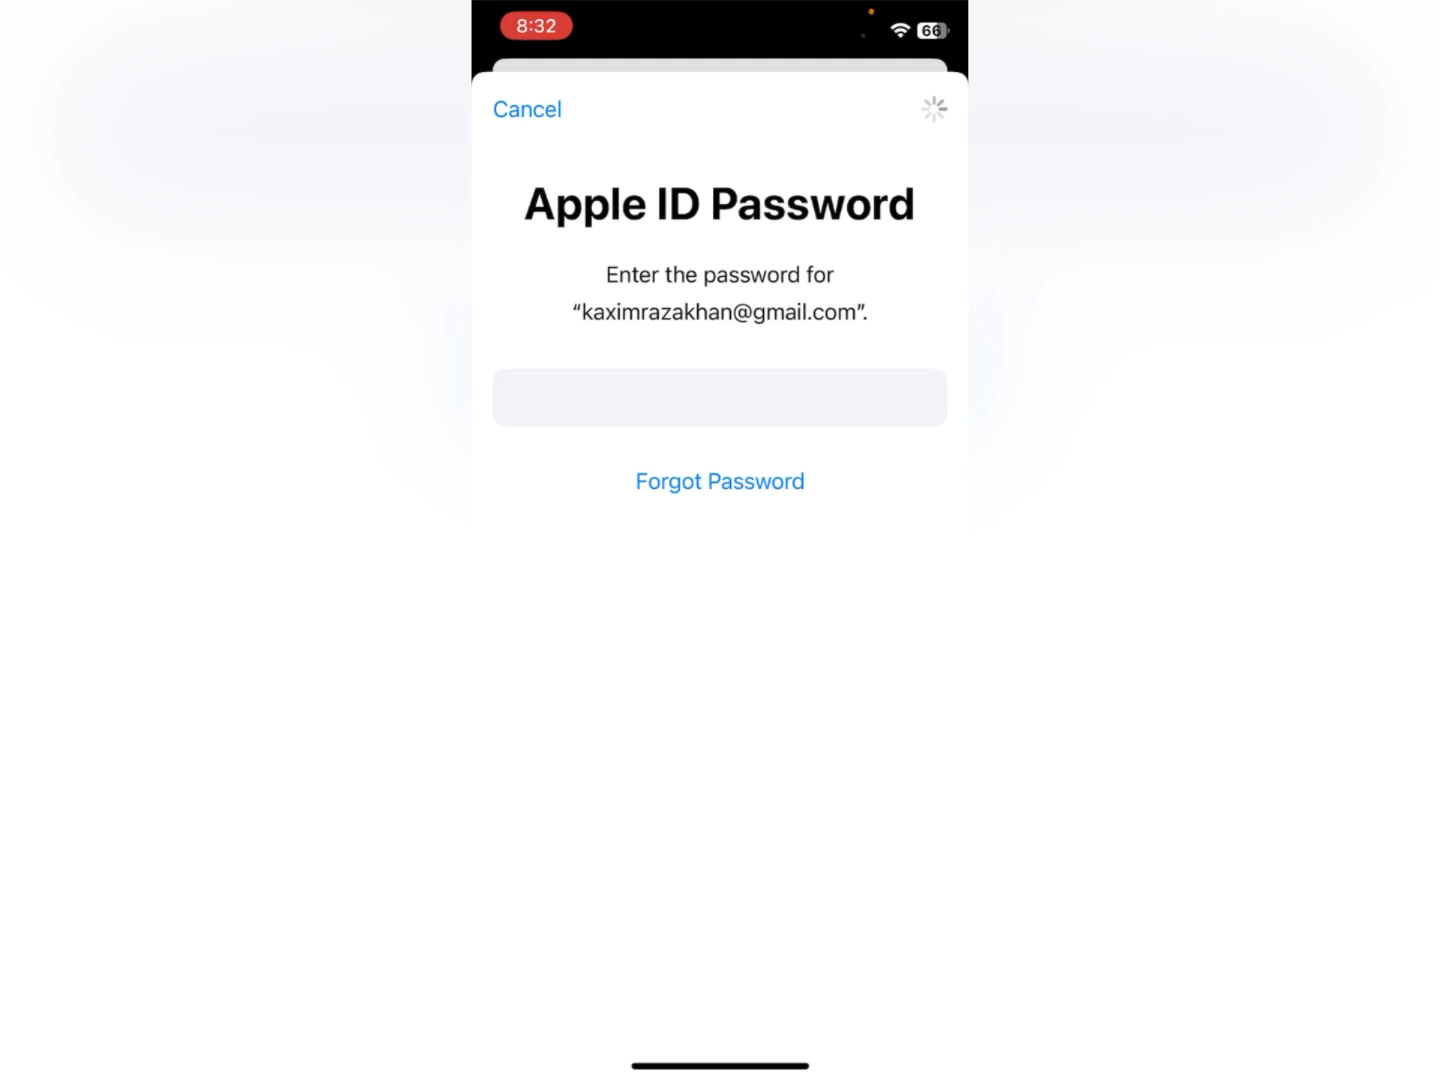 8:32
66
Cancel
Apple ID Password
Enter the password for
“kaximrazakhan@gmail.com”.
Forgot Password